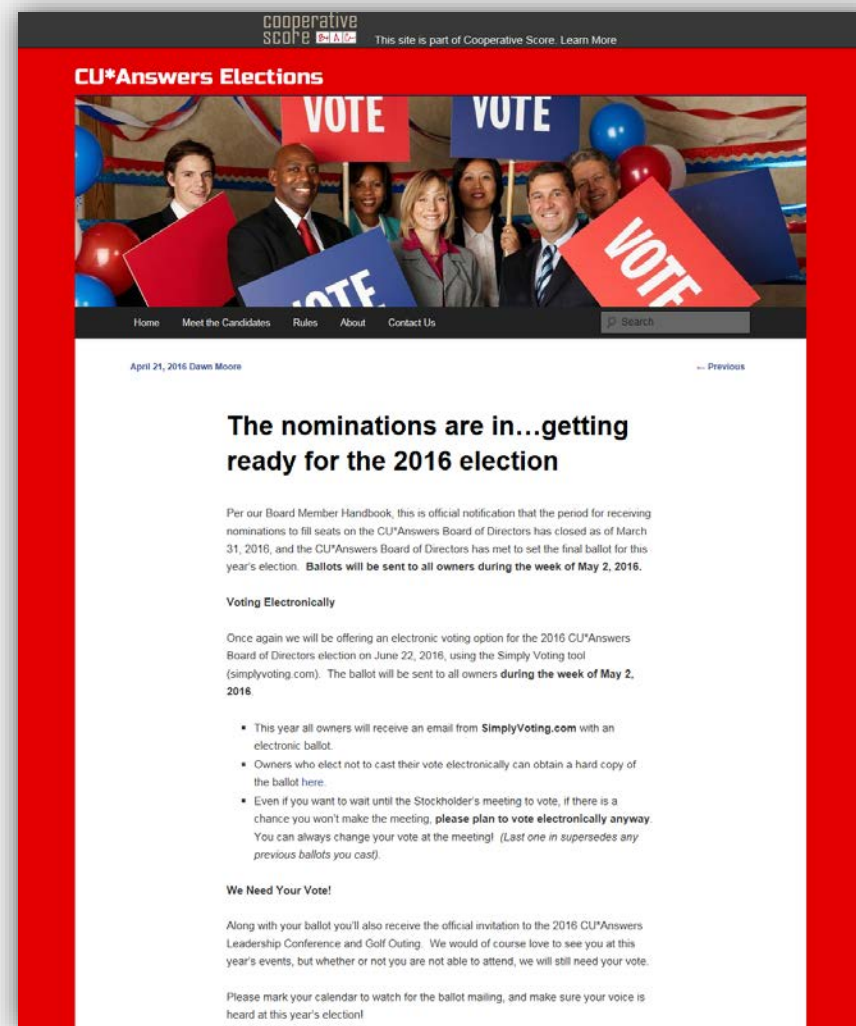 cooperative
score B+ A C-
This site is part of Cooperative Score. Learn More
CU*Answers Elections
VOTE
VOTE
VOTE
VOTE
Home Meet the Candidates Rules About Contact Us Search
April 21, 2016 Dawn Moore ← Previous
The nominations are in…getting
ready for the 2016 election
Per our Board Member Handbook, this is official notification that the period for receiving
nominations to fill seats on the CU*Answers Board of Directors has closed as of March
31, 2016, and the CU*Answers Board of Directors has met to set the final ballot for this
year's election. Ballots will be sent to all owners during the week of May 2, 2016.
Voting Electronically
Once again we will be offering an electronic voting option for the 2016 CU*Answers
Board of Directors election on June 22, 2016, using the Simply Voting tool
(simplyvoting.com). The ballot will be sent to all owners during the week of May 2,
2016.
▪ This year all owners will receive an email from SimplyVoting.com with an
electronic ballot.
▪ Owners who elect not to cast their vote electronically can obtain a hard copy of
the ballot here.
▪ Even if you want to wait until the Stockholder's meeting to vote, if there is a
chance you won't make the meeting, please plan to vote electronically anyway.
You can always change your vote at the meeting! (Last one in supersedes any
previous ballots you cast).
We Need Your Vote!
Along with your ballot you'll also receive the official invitation to the 2016 CU*Answers
Leadership Conference and Golf Outing. We would of course love to see you at this
year's events, but whether or not you are not able to attend, we will still need your vote.
Please mark your calendar to watch for the ballot mailing, and make sure your voice is
heard at this year's election!